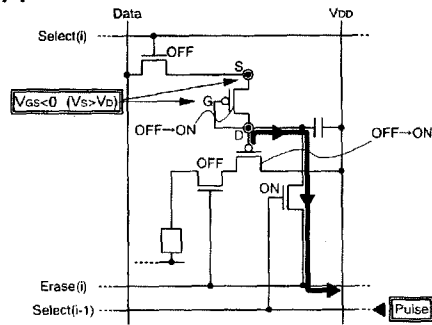 Data
VDD
Select(i)
OFF
S
VGS<0 (VS>VD)
G
OFF→ON
D
OFF→ON
OFF
ON
Erase(i)
Select(i-1)
Pulse